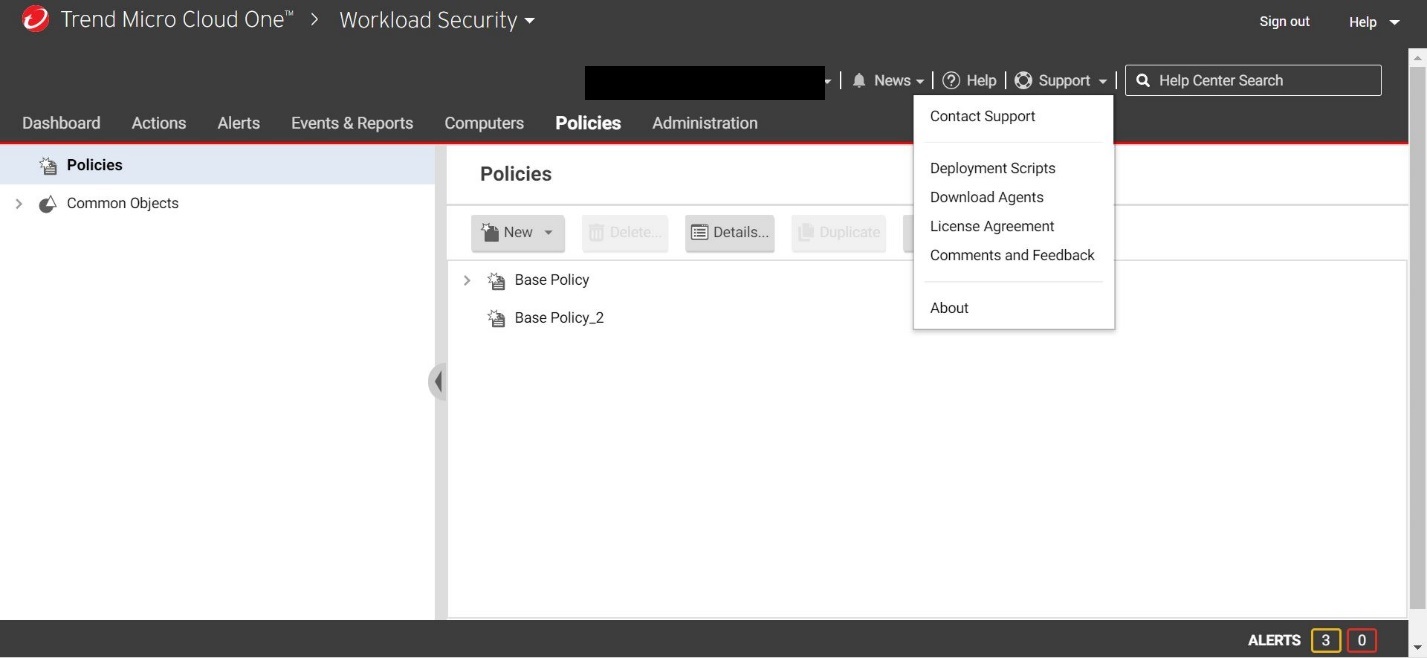 Trend Micro Cloud One™ > Workload Security
Sign out Help
News Help Support Help Center Search
Dashboard Actions Alerts Events & Reports Computers Policies Administration
Contact Support
Deployment Scripts
Download Agents
License Agreement
Comments and Feedback
About
Policies
Common Objects
Policies
New Delete... Details... Duplicate
Base Policy
Base Policy_2
ALERTS 3 0